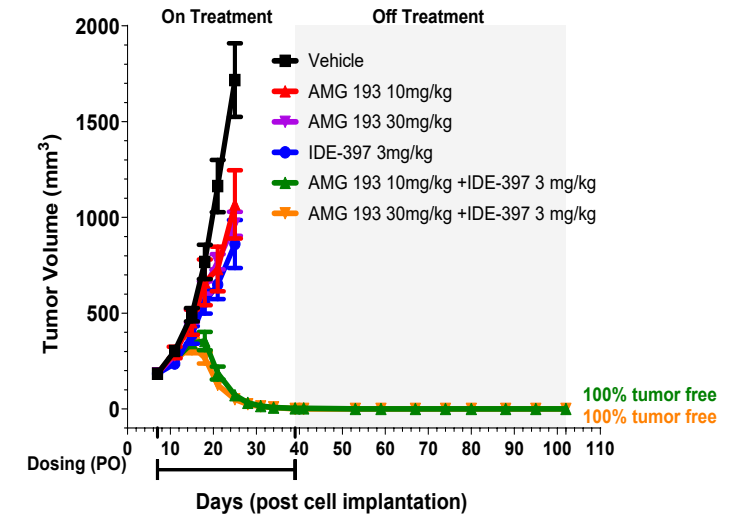 On Treatment
Off Treatment
2000
1500
1000
500
0
Tumor Volume (mm³)
Vehicle
AMG 193 10mg/kg
AMG 193 30mg/kg
IDE-397 3mg/kg
AMG 193 10mg/kg +IDE-397 3 mg/kg
AMG 193 30mg/kg +IDE-397 3 mg/kg
100% tumor free
100% tumor free
0 10 20 30 40 50 60 70 80 90 100 110
Dosing (PO)
Days (post cell implantation)